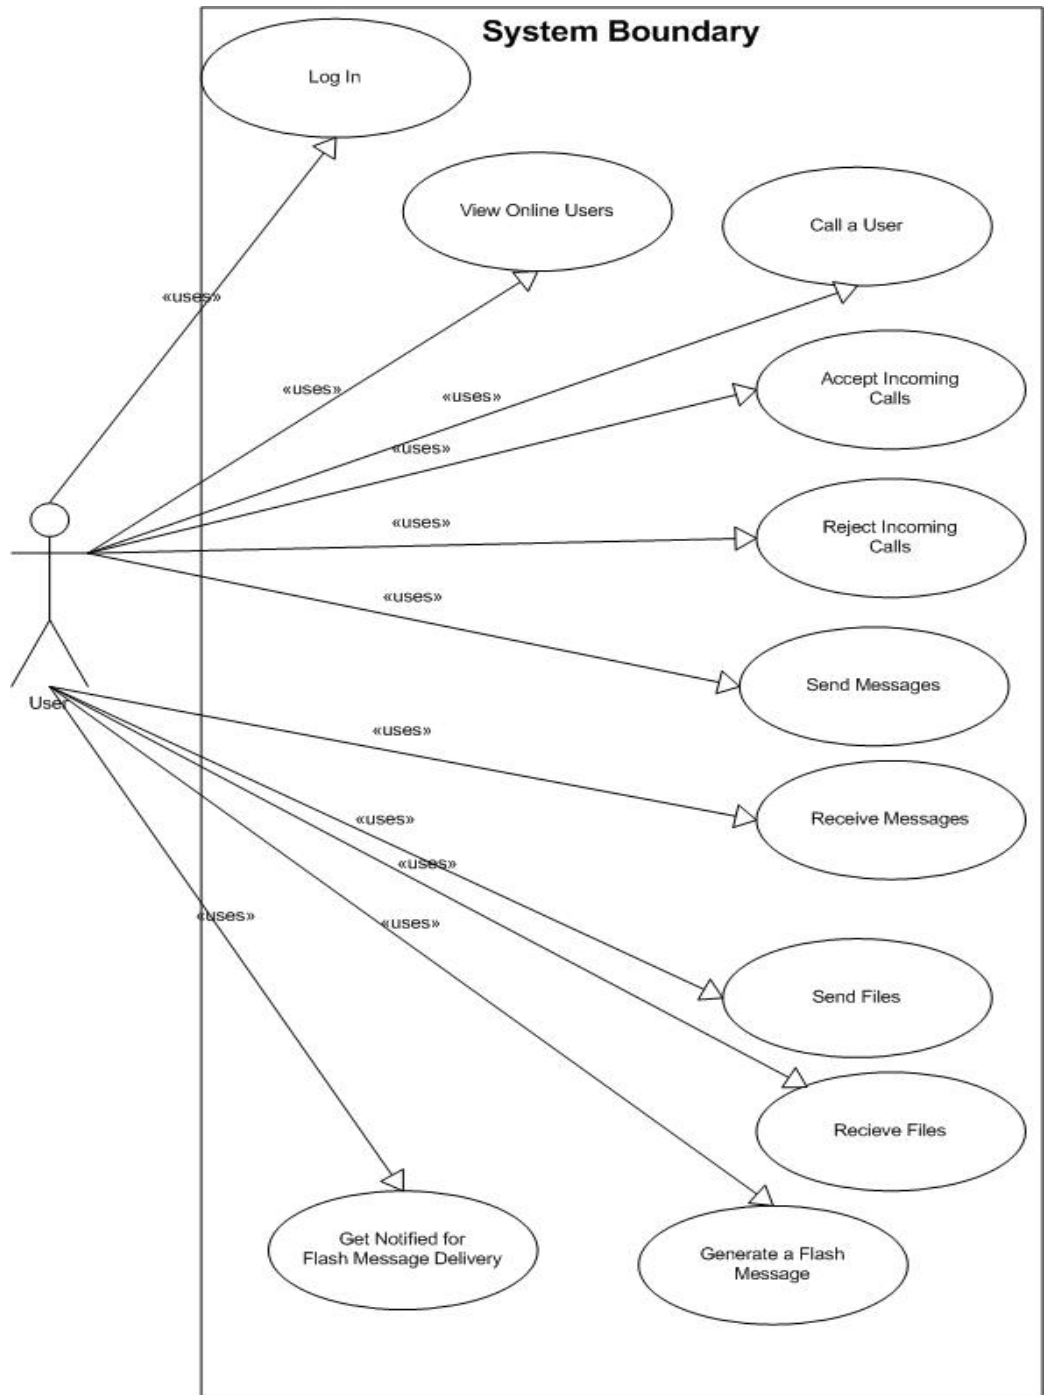 System Boundary
Log In
View Online Users
Call a User
«uses»
«uses»
«uses»
Accept Incoming
Calls
«uses»
«uses»
Reject Incoming
Calls
«uses»
Send Messages
User
«uses»
Receive Messages
«uses»
«uses»
«uses»
«uses»
Send Files
Recieve Files
Get Notified for
Flash Message Delivery
Generate a Flash
Message